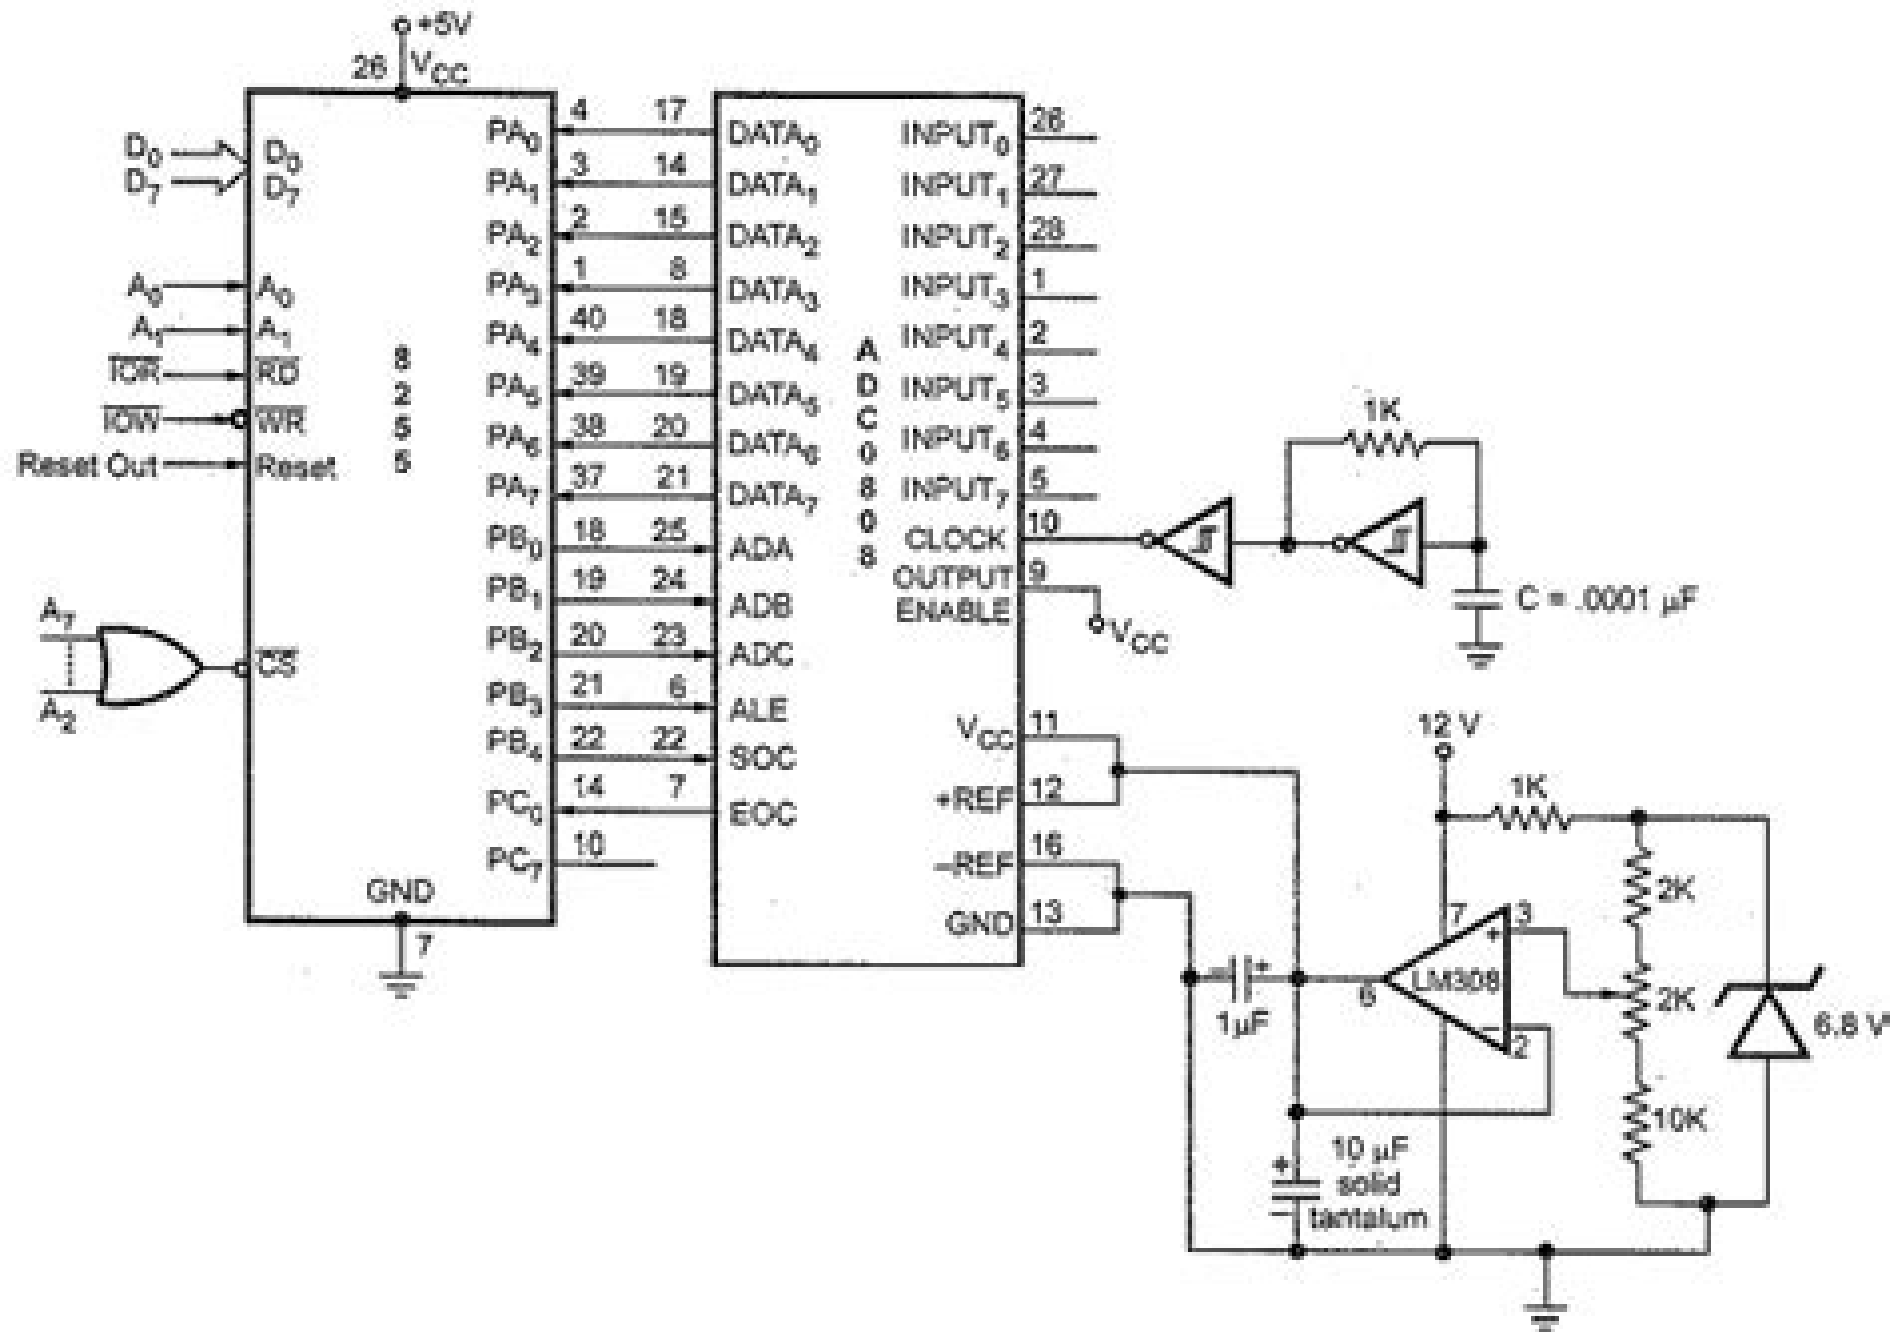 +5V
26 VCC
D0 D0
D7 D7
A0 A0
A1 A1
IOR RD
IOW WR
Reset Out Reset
A7
A2
CS
8
2
5
5
GND
7
PA0 4 17 DATA0
PA1 3 14 DATA1
PA2 2 15 DATA2
PA3 1 8 DATA3
PA4 40 18 DATA4
PA5 39 19 DATA5
PA6 38 20 DATA6
PA7 37 21 DATA7
PB0 18 25 ADA
PB1 19 24 ADB
PB2 20 23 ADC
PB3 21 6 ALE
PB4 22 22 SOC
PC0 14 7 EOC
PC7 10
A
D
C
0
8
0
8
INPUT0 26
INPUT1 27
INPUT2 28
INPUT3 1
INPUT4 2
INPUT5 3
INPUT6 4
INPUT7 5
CLOCK 10
OUTPUT 9
ENABLE
VCC
VCC 11
+REF 12
–REF 16
GND 13
1K
C = .0001 µF
12 V
1K
2K
2K
10K
6.8 V
7
+ 3
LM308
6
– 2
– +
1µF
+ 10 µF
solid
– tantalum